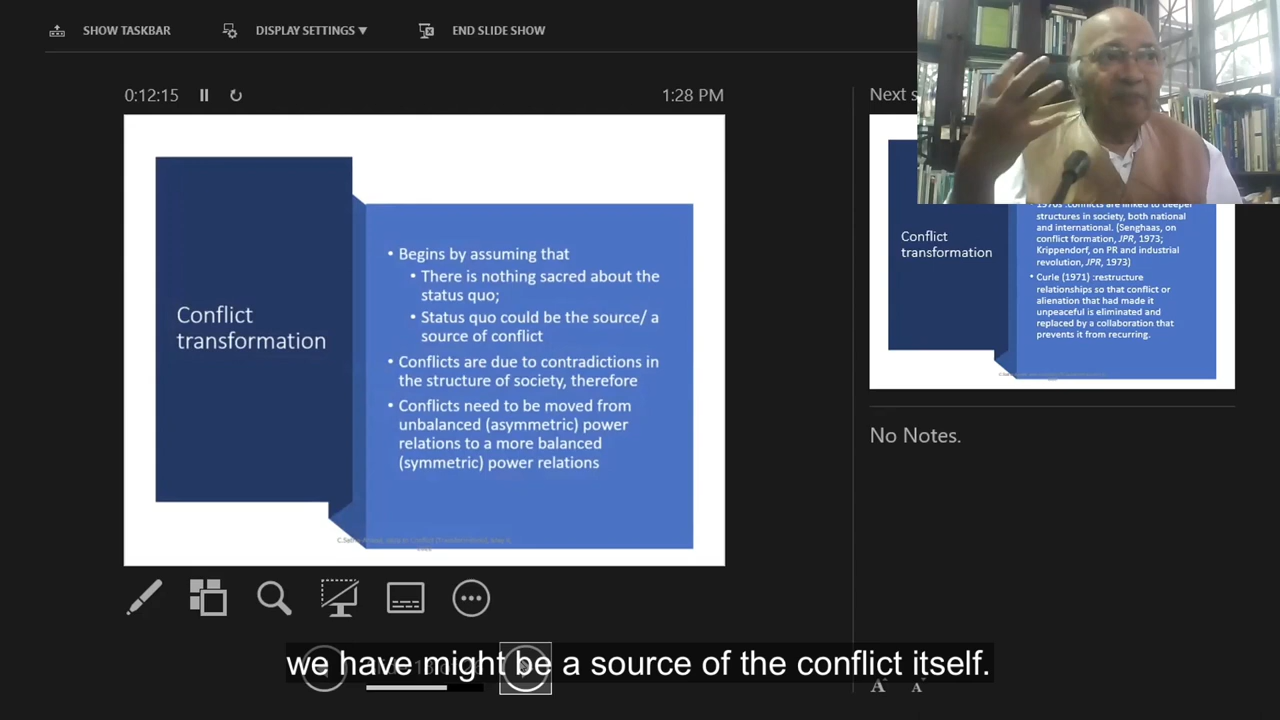 SHOW TASKBAR
DISPLAY SETTINGS ▼
END SLIDE SHOW
0:12:15
1:28 PM
Next s
Conflict
transformation
• Begins by assuming that
• There is nothing sacred about the
status quo;
• Status quo could be the source/ a
source of conflict
• Conflicts are due to contradictions in
the structure of society, therefore
• Conflicts need to be moved from
unbalanced (asymmetric) power
relations to a more balanced
(symmetric) power relations
Conflict
transformation
1970s :conflicts are linked to deeper
structures in society, both national
and international. (Senghaas, on
conflict formation, JPR, 1973;
Krippendorf, on PR and industrial
revolution, JPR, 1973)
• Curle (1971) :restructure
relationships so that conflict or
alienation that had made it
unpeaceful is eliminated and
replaced by a collaboration that
prevents it from recurring.
No Notes.
we have might be a source of the conflict itself.
A A